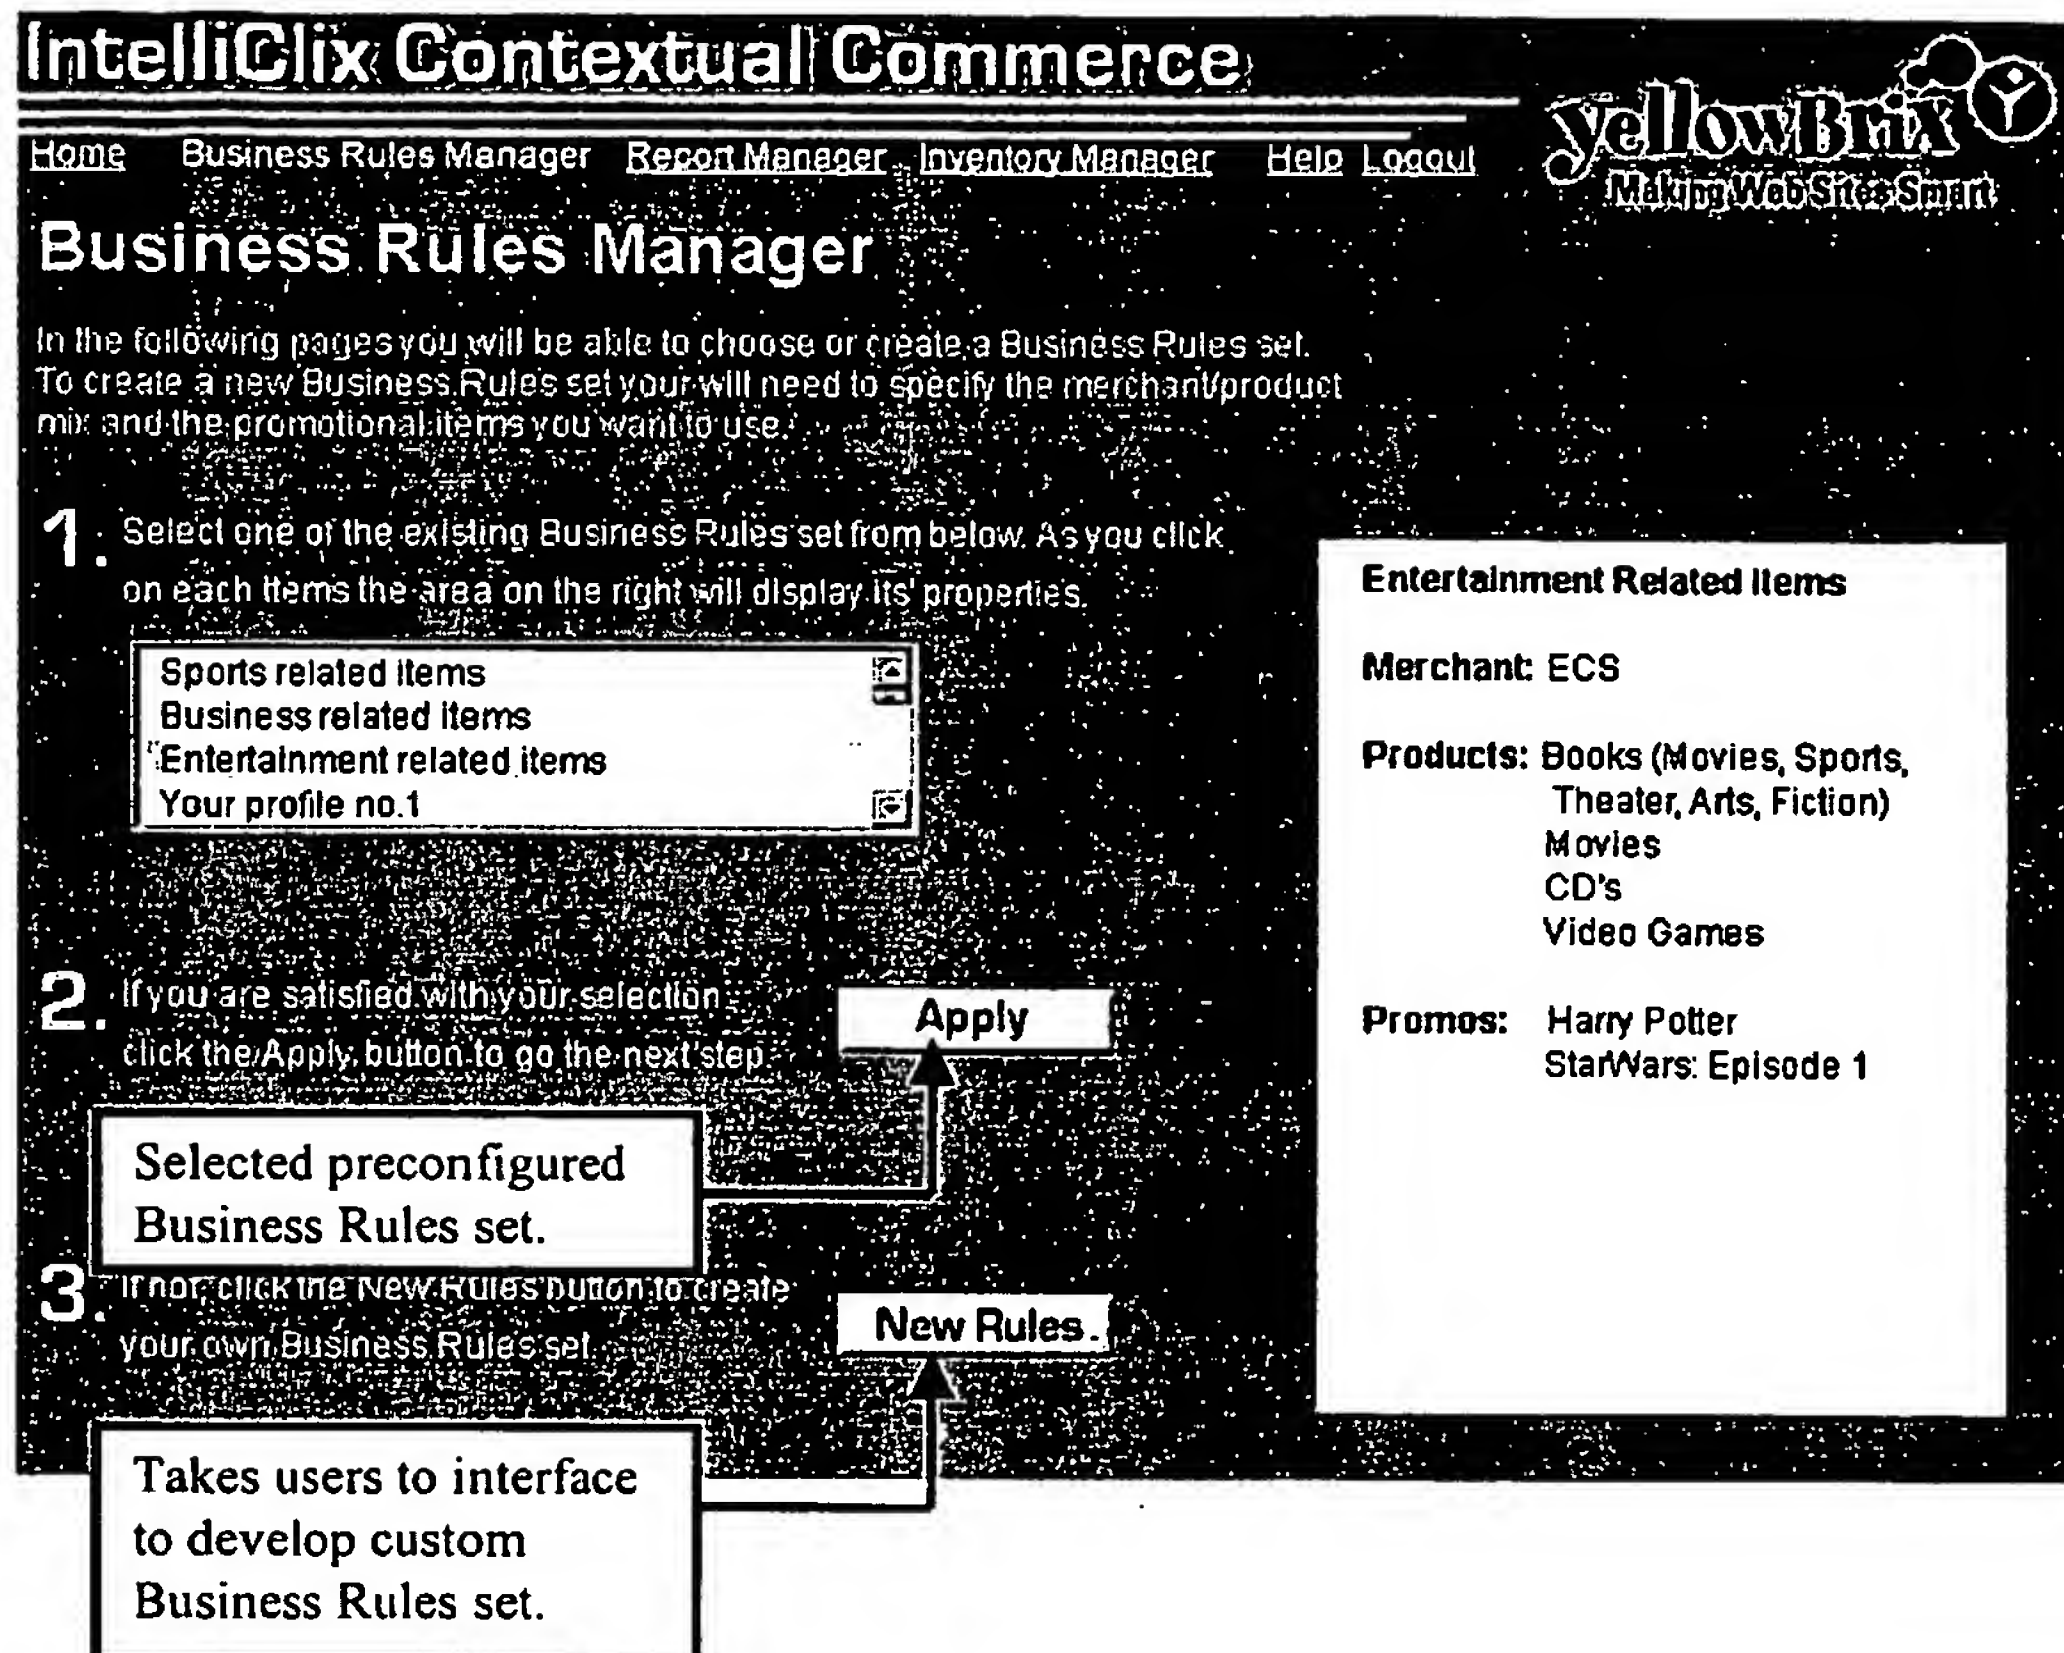 IntelliClix Contextual Commerce
yellowBrix
Making Web Sites Smart
Home Business Rules Manager Report Manager Inventory Manager Help Logout
Business Rules Manager
In the following pages you will be able to choose or create a Business Rules set.
To create a new Business Rules set your will need to specify the merchant/product
mix and the promotional items you want to use.
1. Select one of the existing Business Rules set from below. As you click
on each items the area on the right will display its' properties.
Sports related items
Business related items
Entertainment related items
Your profile no.1
2. If you are satisfied with your selection
click the Apply button to go the next step
Apply
Selected preconfigured
Business Rules set.
3. If not, click the New Rules button to create
your own Business Rules set
New Rules.
Takes users to interface
to develop custom
Business Rules set.
Entertainment Related Items
Merchant: ECS
Products: Books (Movies, Sports,
Theater, Arts, Fiction)
Movies
CD's
Video Games
Promos: Harry Potter
StarWars: Episode 1